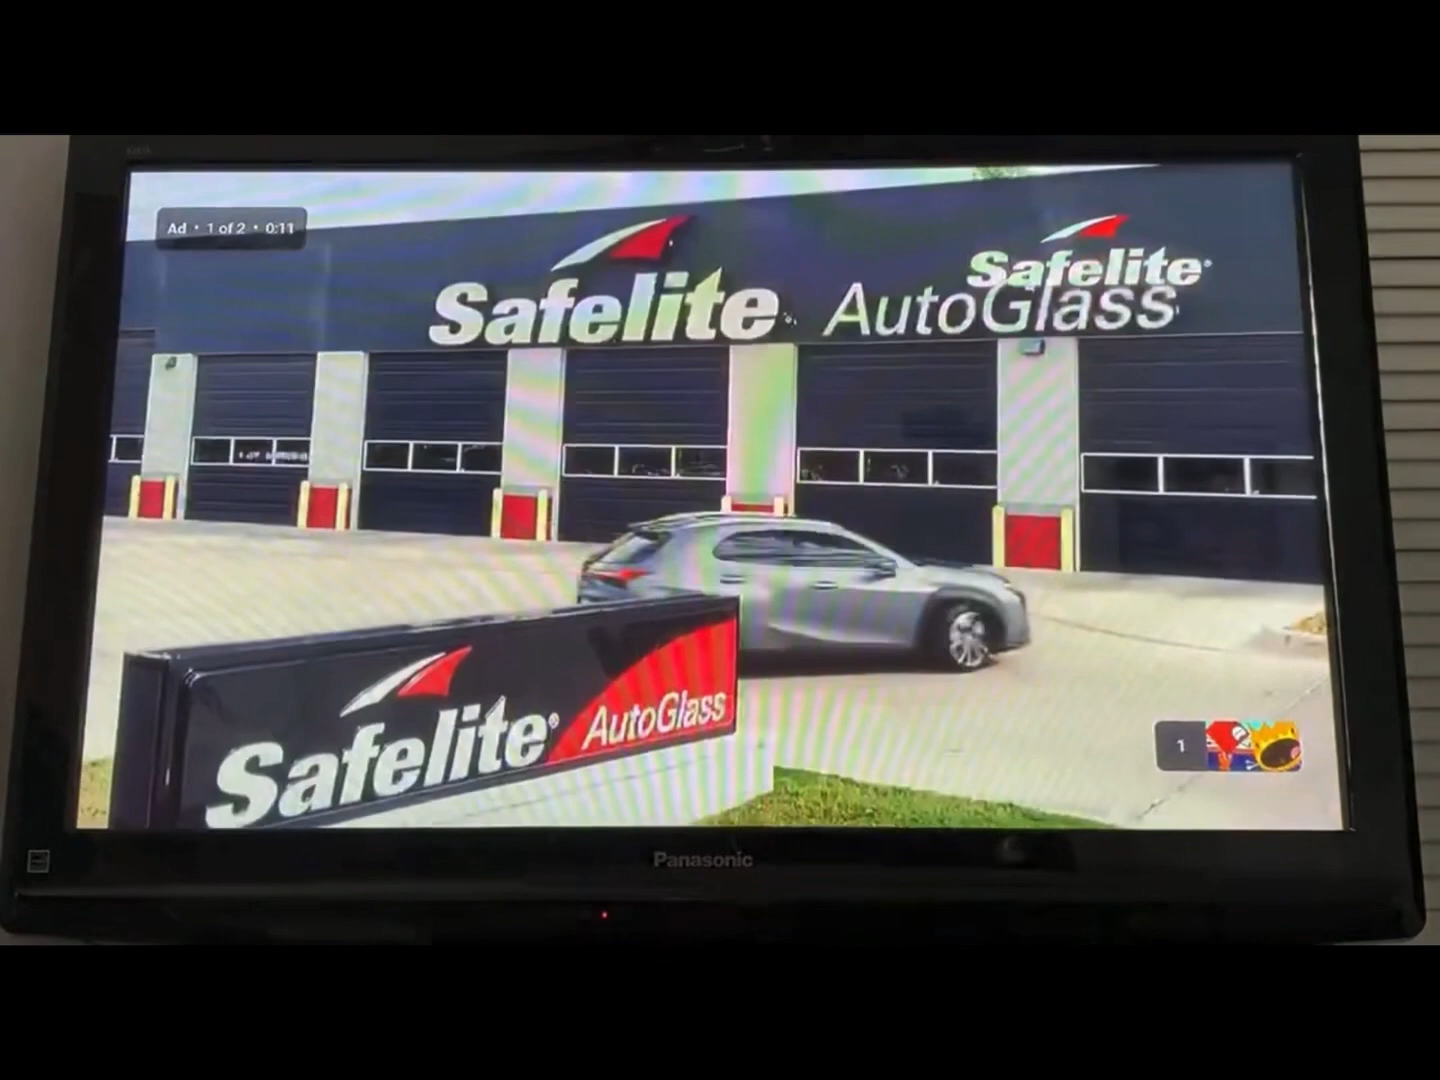 Ad • 1 of 2 • 0:11
Safelite
AutoGlass
Safelite®
Safelite®
AutoGlass
1
Panasonic